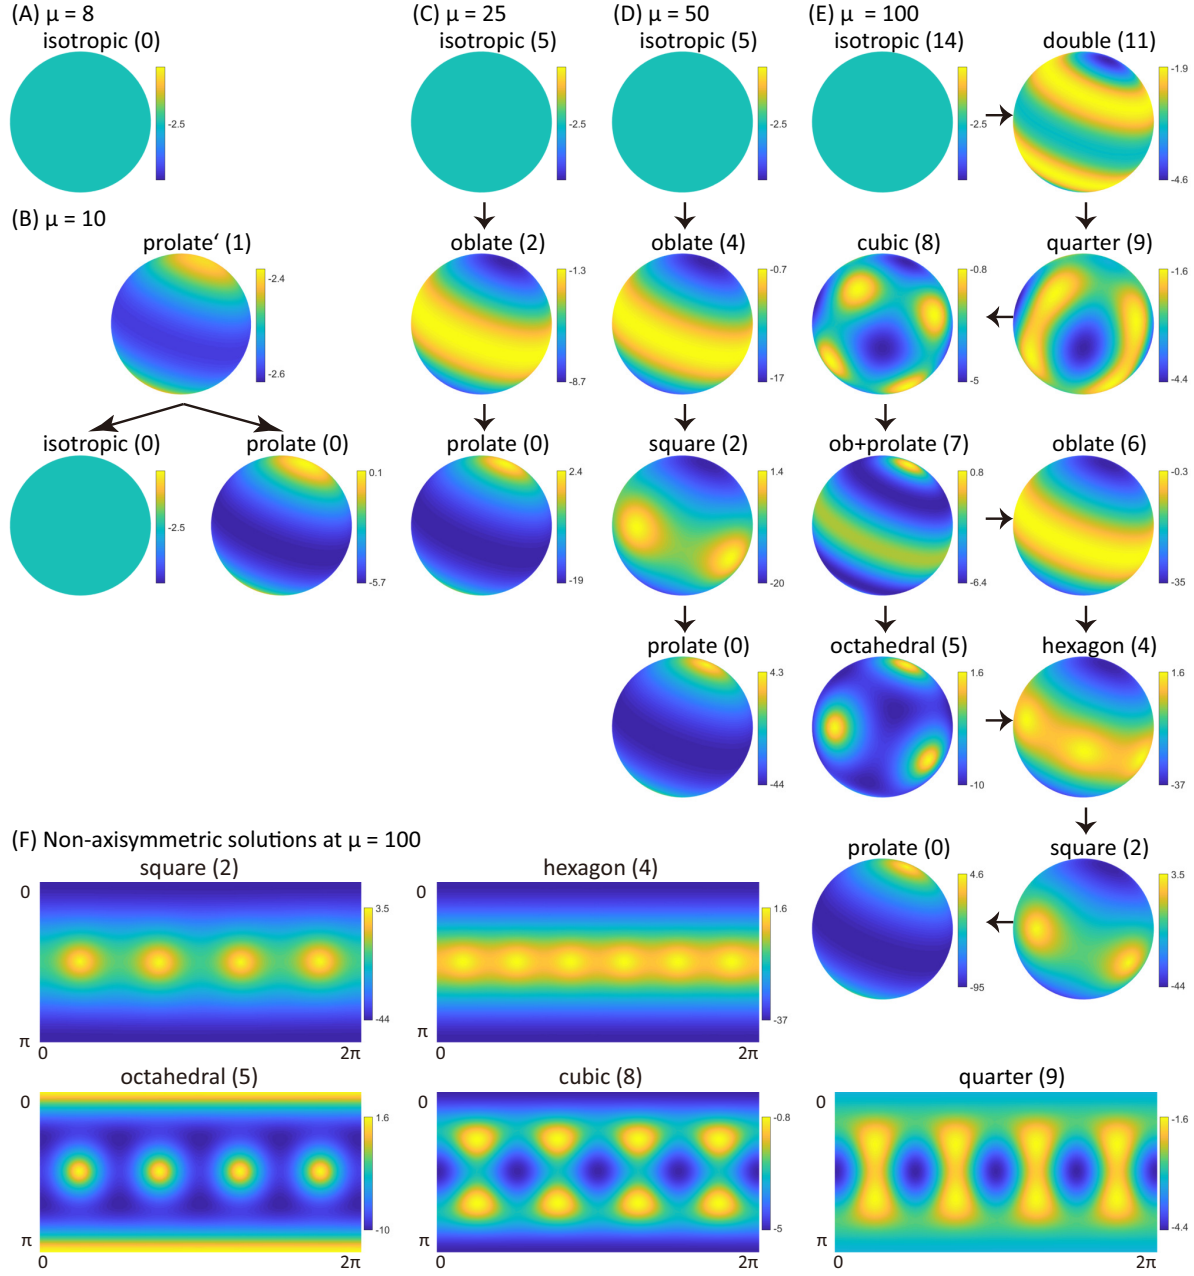 (A) μ = 8
(C) μ = 25
(D) μ = 50
(E) μ = 100
isotropic (0)
isotropic (5)
isotropic (5)
isotropic (14)
double (11)
-2.5
-2.5
-2.5
-2.5
-1.9
-4.6
(B) μ = 10
prolate‘ (1)
oblate (2)
oblate (4)
cubic (8)
quarter (9)
-2.4
-2.6
-1.3
-8.7
-0.7
-17
-0.8
-5
-1.6
-4.4
isotropic (0)
prolate (0)
prolate (0)
square (2)
ob+prolate (7)
oblate (6)
-2.5
0.1
-5.7
2.4
-19
1.4
-20
0.8
-6.4
-0.3
-35
prolate (0)
octahedral (5)
hexagon (4)
4.3
-44
1.6
-10
1.6
-37
(F) Non-axisymmetric solutions at μ = 100
prolate (0)
square (2)
4.6
-95
3.5
-44
square (2)
hexagon (4)
0
π
0
2π
3.5
-44
0
π
0
2π
1.6
-37
octahedral (5)
cubic (8)
quarter (9)
0
π
0
2π
1.6
-10
0
π
0
2π
-0.8
-5
0
π
0
2π
-1.6
-4.4